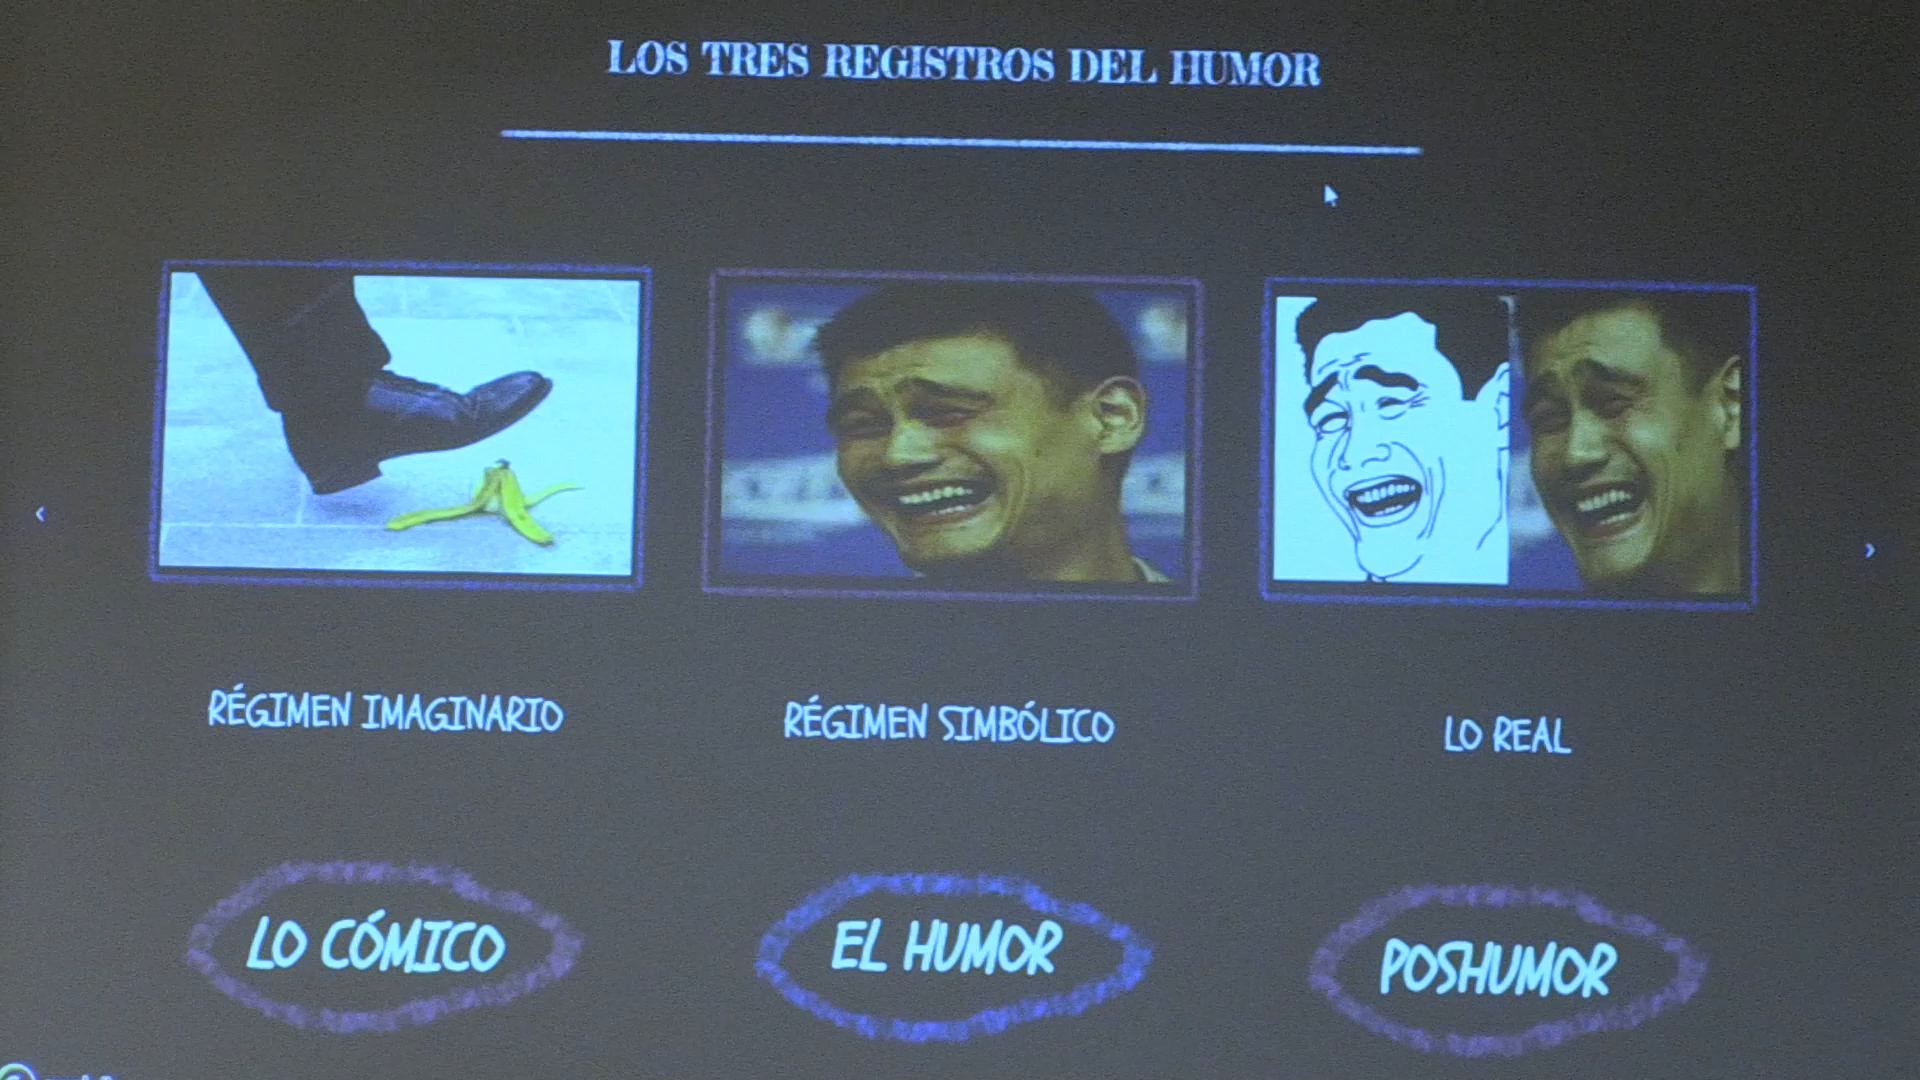 LOS TRES REGISTROS DEL HUMOR
RÉGIMEN IMAGINARIO
RÉGIMEN SIMBÓLICO
LO REAL
LO CÓMICO
EL HUMOR
POSHUMOR